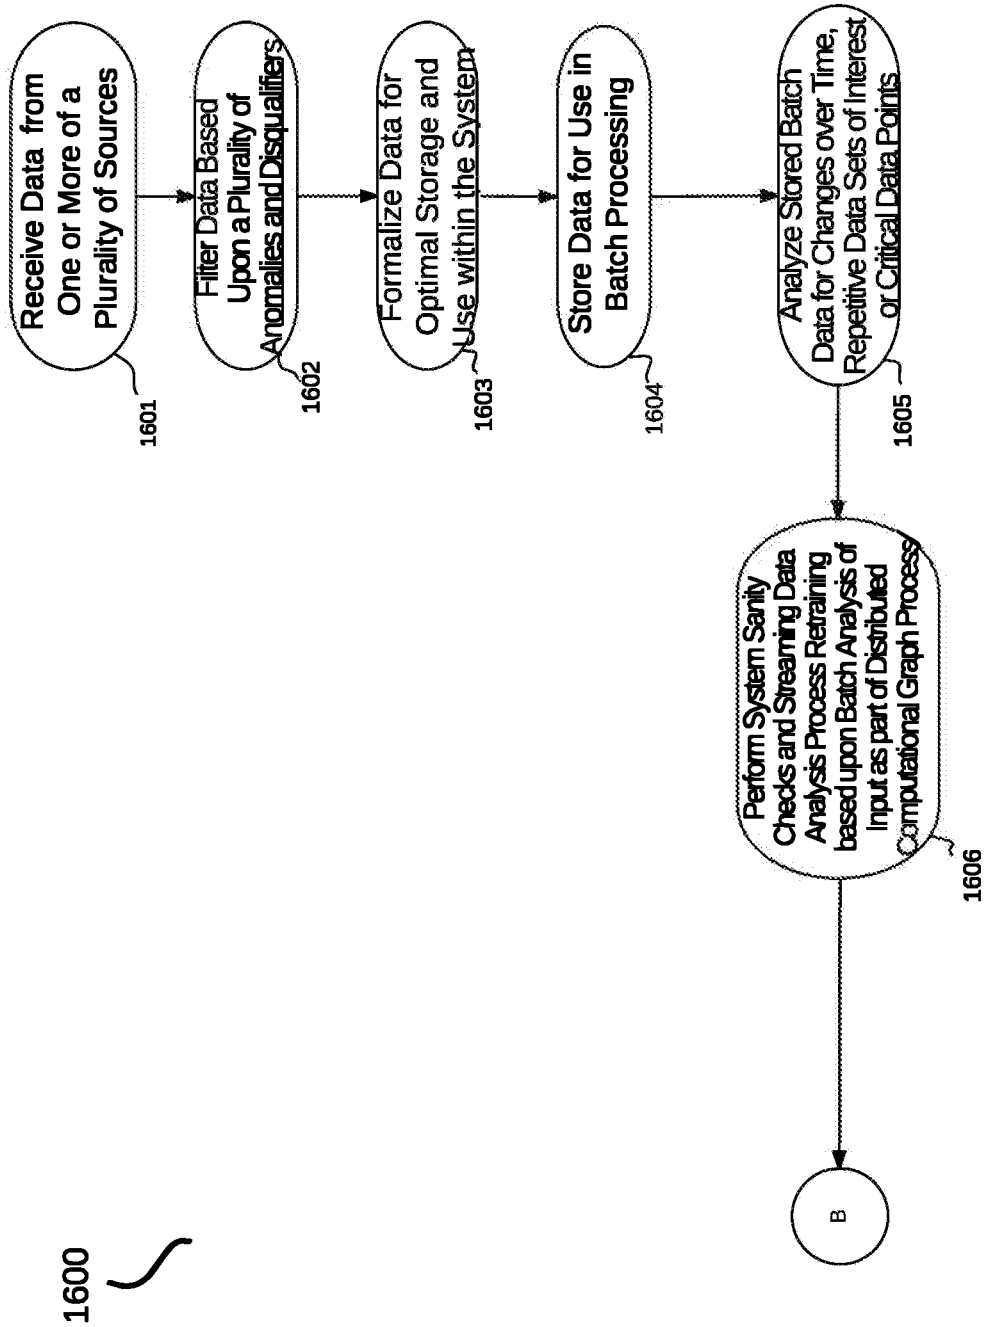 Receive Data from
One or More of a
Plurality of Sources
1601
Filter Data Based
Upon a Plurality of
Anomalies and Disqualifiers
1602
Formalize Data for
Optimal Storage and
Use within the System
1603
Store Data for Use in
Batch Processing
1604
Analyze Stored Batch
Data for Changes over Time,
Repetitive Data Sets of Interest
or Critical Data Points
1605
Perform System Sanity
Checks and Streaming Data
Analysis Process Retraining
based upon Batch Analysis of
Input as part of Distributed
Computational Graph Process
1606
B
1600